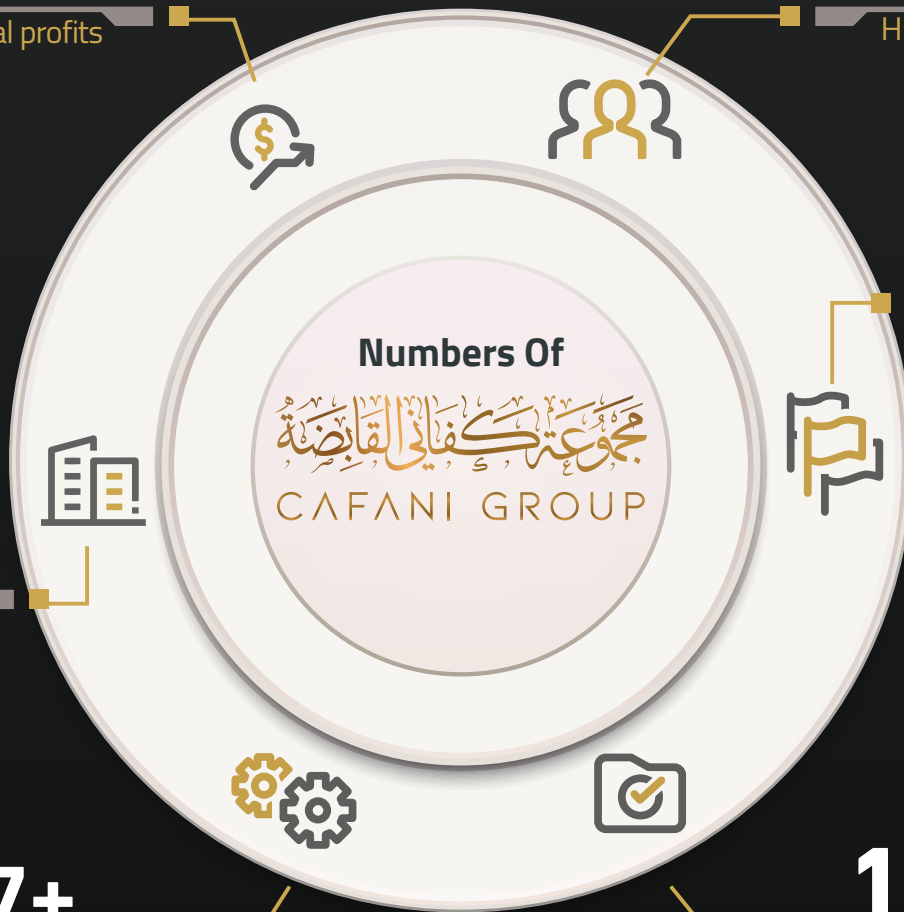 al profits
H
Numbers Of
مجموعة كفاني القابضة
CAFANI GROUP
7+
1